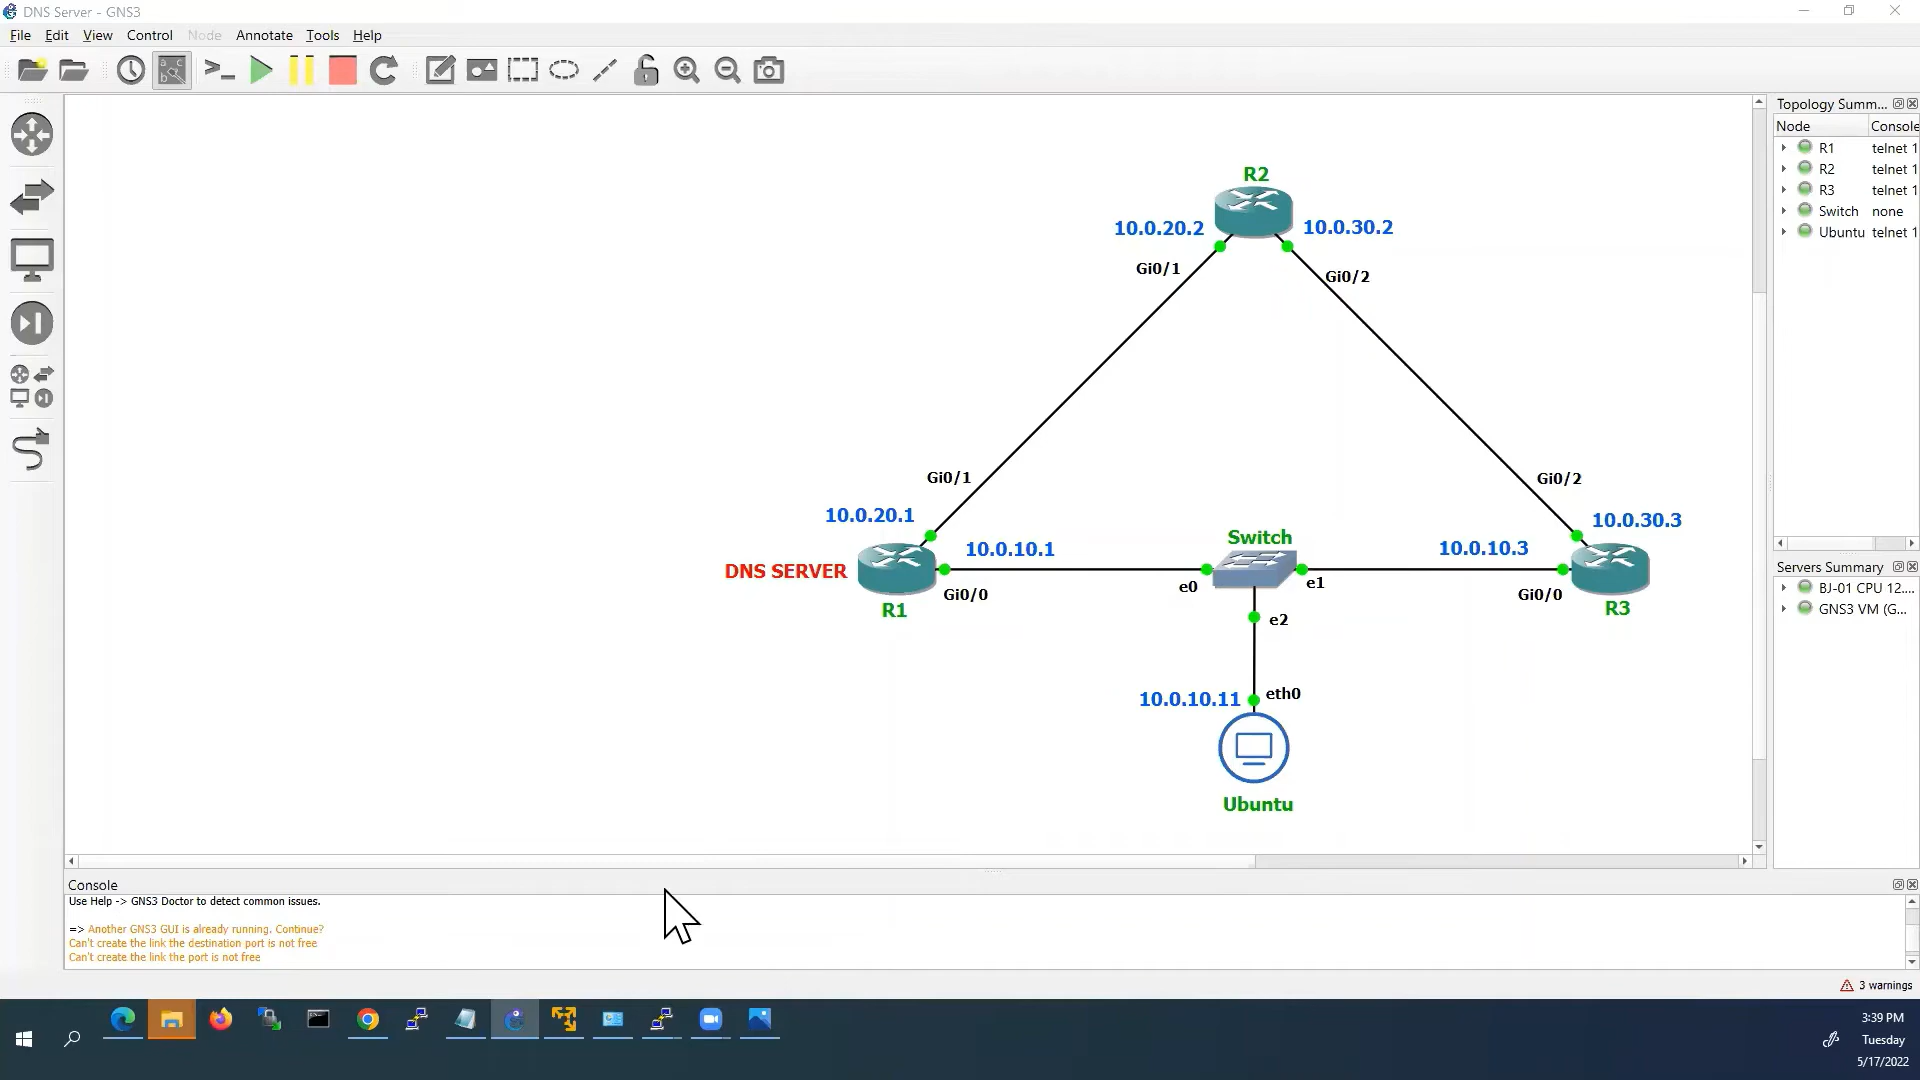 DNS Server - GNS3
File Edit View Control Node Annotate Tools Help
R2
10.0.20.2
10.0.30.2
Gi0/1
Gi0/2
Gi0/1
Gi0/2
10.0.20.1
10.0.30.3
10.0.10.1
Switch
10.0.10.3
DNS SERVER
Gi0/0
e0
e1
Gi0/0
R1
R3
e2
10.0.10.11
eth0
Ubuntu
Topology Summ...
Node Console
R1 telnet 1
R2 telnet 1
R3 telnet 1
Switch none
Ubuntu telnet 1
Servers Summary
BJ-01 CPU 12....
GNS3 VM (G...
Console
Use Help -> GNS3 Doctor to detect common issues.
=> Another GNS3 GUI is already running. Continue?
Can't create the link the destination port is not free
Can't create the link the port is not free
3 warnings
3:39 PM
Tuesday
5/17/2022